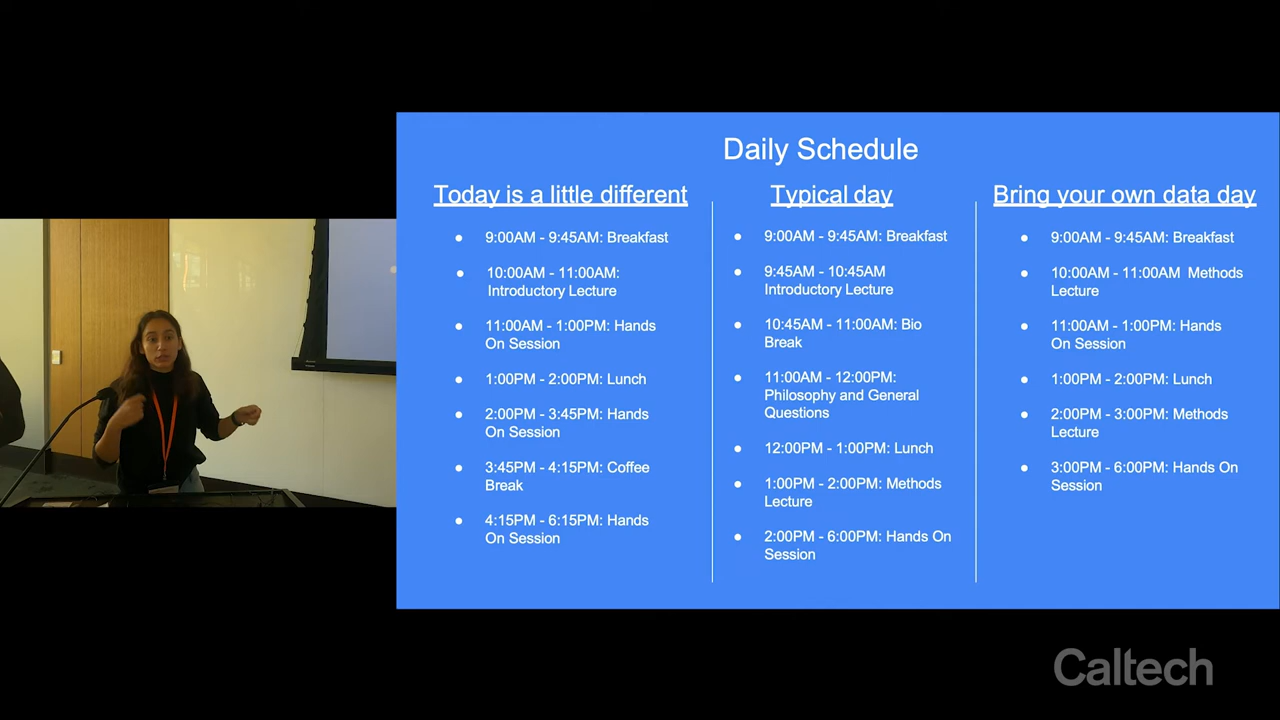 Daily Schedule
Today is a little different
● 9:00AM - 9:45AM: Breakfast
● 10:00AM - 11:00AM:
Introductory Lecture
● 11:00AM - 1:00PM: Hands
On Session
● 1:00PM - 2:00PM: Lunch
● 2:00PM - 3:45PM: Hands
On Session
● 3:45PM - 4:15PM: Coffee
Break
● 4:15PM - 6:15PM: Hands
On Session
Typical day
● 9:00AM - 9:45AM: Breakfast
● 9:45AM - 10:45AM
Introductory Lecture
● 10:45AM - 11:00AM: Bio
Break
● 11:00AM - 12:00PM:
Philosophy and General
Questions
● 12:00PM - 1:00PM: Lunch
● 1:00PM - 2:00PM: Methods
Lecture
● 2:00PM - 6:00PM: Hands On
Session
Bring your own data day
● 9:00AM - 9:45AM: Breakfast
● 10:00AM - 11:00AM  Methods
Lecture
● 11:00AM - 1:00PM: Hands
On Session
● 1:00PM - 2:00PM: Lunch
● 2:00PM - 3:00PM: Methods
Lecture
● 3:00PM - 6:00PM: Hands On
Session
Caltech